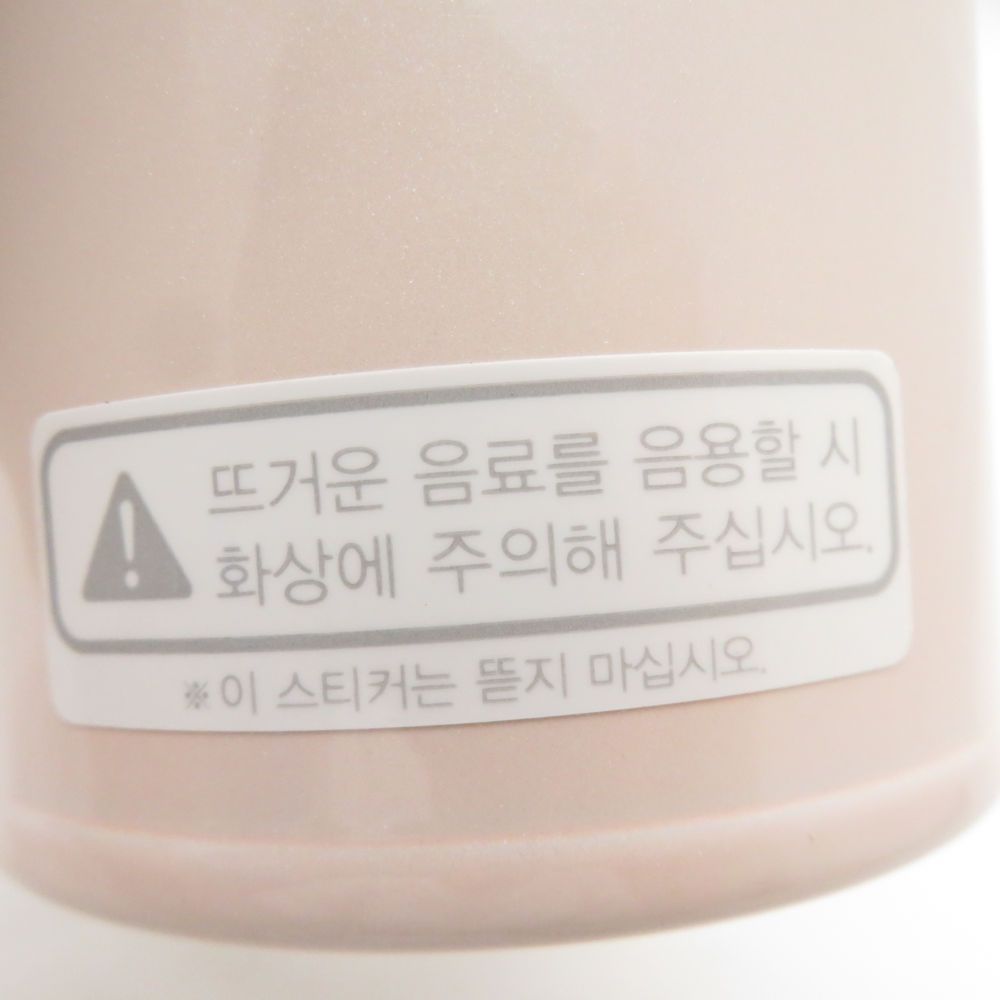 뜨거운 음료를 음용할 시
화상에 주의해 주십시오.
※이 스티커는 뜯지 마십시오.